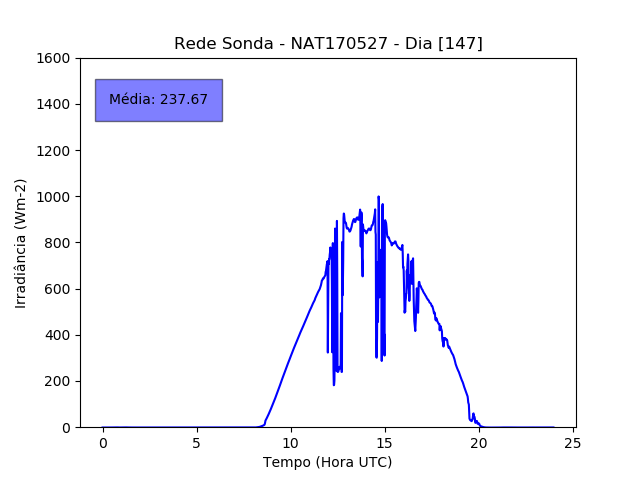 Rede Sonda - NAT170527 - Dia [147]
1600
1400
1200
1000
800
600
400
200
0
Irradiância (Wm-2)
Média: 237.67
0 5 10 15 20 25
Tempo (Hora UTC)